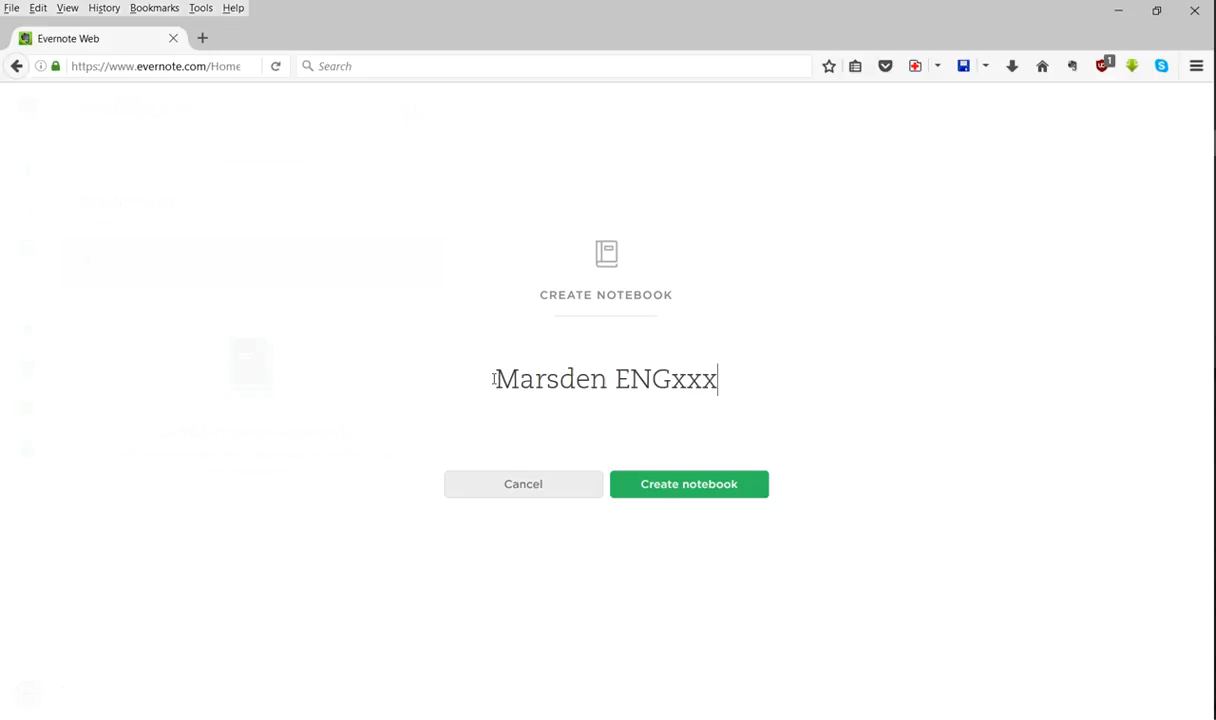 File Edit View History Bookmarks Tools Help
Evernote Web
https://www.evernote.com/Home
Search
1
CREATE NOTEBOOK
Marsden ENGxxx
Cancel
Create notebook